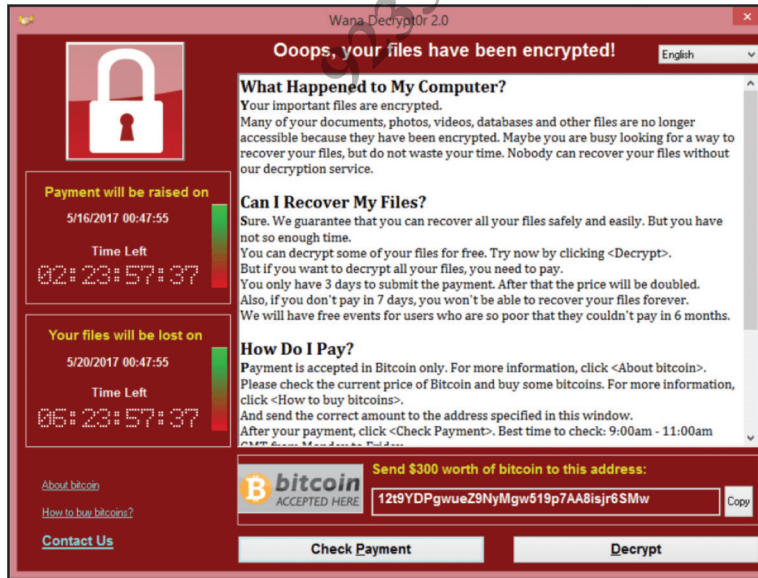 Wana Decrypt0r 2.0
Ooops, your files have been encrypted!
English
What Happened to My Computer?
Your important files are encrypted.
Many of your documents, photos, videos, databases and other files are no longer
accessible because they have been encrypted. Maybe you are busy looking for a way to
recover your files, but do not waste your time. Nobody can recover your files without
our decryption service.
Can I Recover My Files?
Sure. We guarantee that you can recover all your files safely and easily. But you have
not so enough time.
You can decrypt some of your files for free. Try now by clicking <Decrypt>.
But if you want to decrypt all your files, you need to pay.
You only have 3 days to submit the payment. After that the price will be doubled.
Also, if you don't pay in 7 days, you won't be able to recover your files forever.
We will have free events for users who are so poor that they couldn't pay in 6 months.
How Do I Pay?
Payment is accepted in Bitcoin only. For more information, click <About bitcoin>.
Please check the current price of Bitcoin and buy some bitcoins. For more information,
click <How to buy bitcoins>.
And send the correct amount to the address specified in this window.
After your payment, click <Check Payment>. Best time to check: 9:00am - 11:00am
GMT from Monday to Friday
Payment will be raised on
5/16/2017 00:47:55
Time Left
02:23:57:37
Your files will be lost on
5/20/2017 00:47:55
Time Left
06:23:57:37
About bitcoin
How to buy bitcoins?
Contact Us
bitcoin
ACCEPTED HERE
Send $300 worth of bitcoin to this address:
12t9YDPgwueZ9NyMgw519p7AA8isjr6SMw
Copy
Check Payment
Decrypt